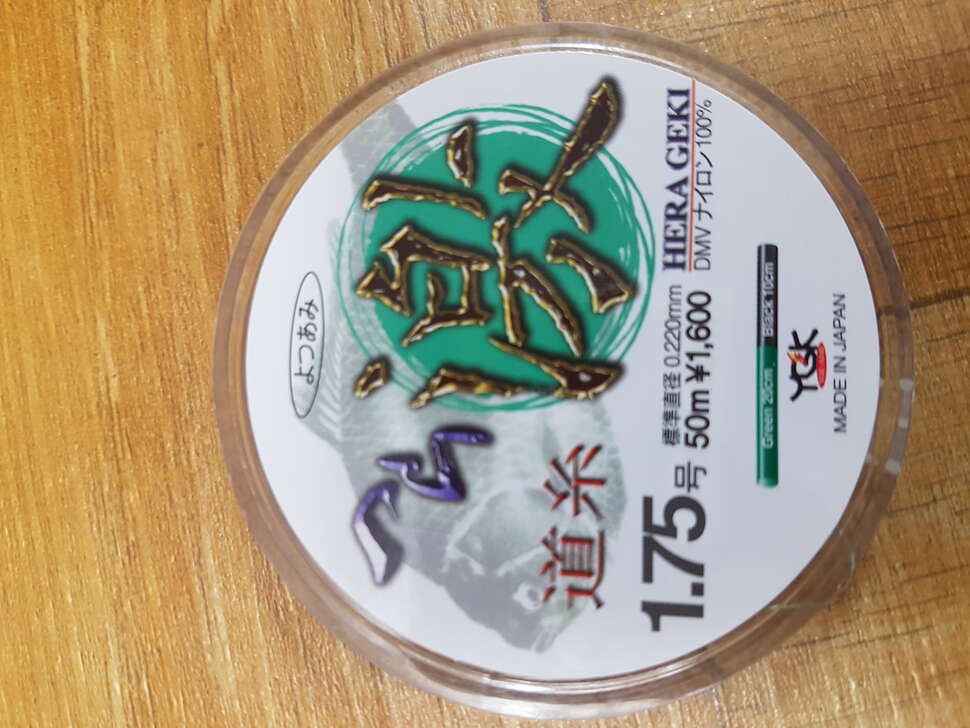 よつあみ
へら
激
道糸
HERA GEKI
1.75号
標準直径 0.220mm
DMV ナイロン100%
50m ¥1,600
Green 20cm
Black 10cm
YGK
MADE IN JAPAN